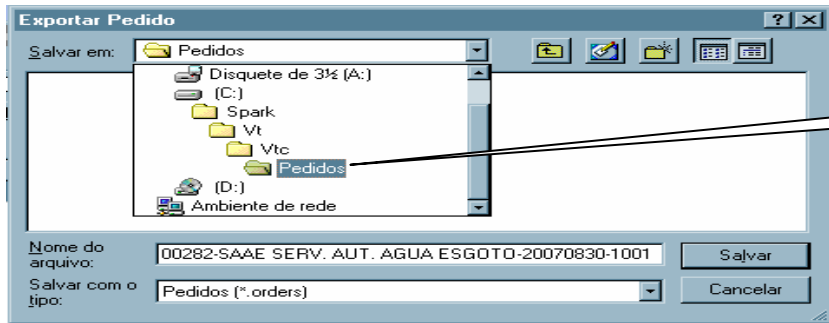 Exportar Pedido
Salvar em: Pedidos
Disquete de 3½ (A:)
(C:)
Spark
Vt
Vtc
Pedidos
(D:)
Ambiente de rede
Nome do arquivo: 00282-SAAE SERV. AUT. AGUA ESGOTO-20070830-1001 Salvar
Salvar com o tipo: Pedidos (*.orders) Cancelar